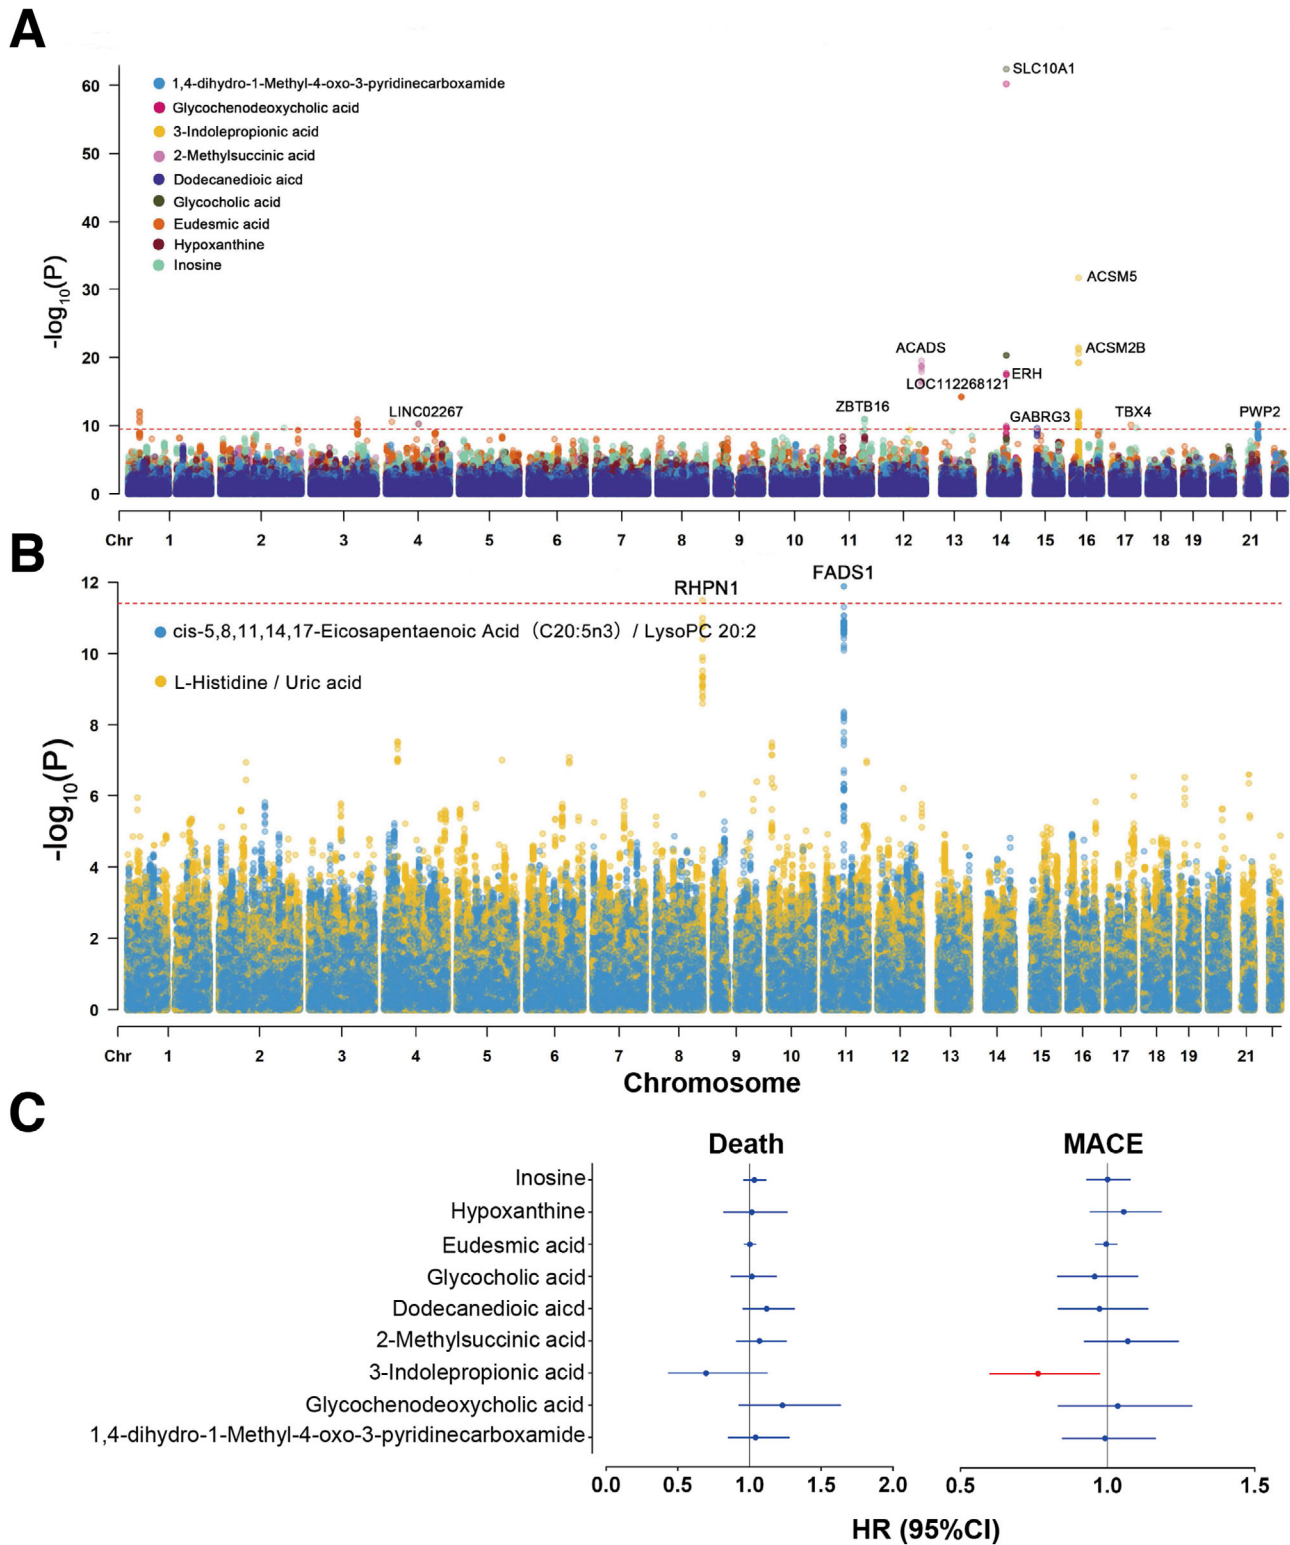 A
-log10(P)
60
50
40
30
20
10
0
1,4-dihydro-1-Methyl-4-oxo-3-pyridinecarboxamide
Glycochenodeoxycholic acid
3-Indolepropionic acid
2-Methylsuccinic acid
Dodecanedioic aicd
Glycocholic acid
Eudesmic acid
Hypoxanthine
Inosine
SLC10A1
ACSM5
ACADS
ACSM2B
ERH
LOC112268121
LINC02267
ZBTB16
GABRG3
TBX4
PWP2
Chr 1 2 3 4 5 6 7 8 9 10 11 12 13 14 15 16 17 18 19 21
B
-log10(P)
12
10
8
6
4
2
0
RHPN1
FADS1
cis-5,8,11,14,17-Eicosapentaenoic Acid（C20:5n3）/ LysoPC 20:2
L-Histidine / Uric acid
Chr 1 2 3 4 5 6 7 8 9 10 11 12 13 14 15 16 17 18 19 21
Chromosome
C
Death MACE
Inosine
Hypoxanthine
Eudesmic acid
Glycocholic acid
Dodecanedioic aicd
2-Methylsuccinic acid
3-Indolepropionic acid
Glycochenodeoxycholic acid
1,4-dihydro-1-Methyl-4-oxo-3-pyridinecarboxamide
0.0 0.5 1.0 1.5 2.0 0.5 1.0 1.5
HR (95%CI)